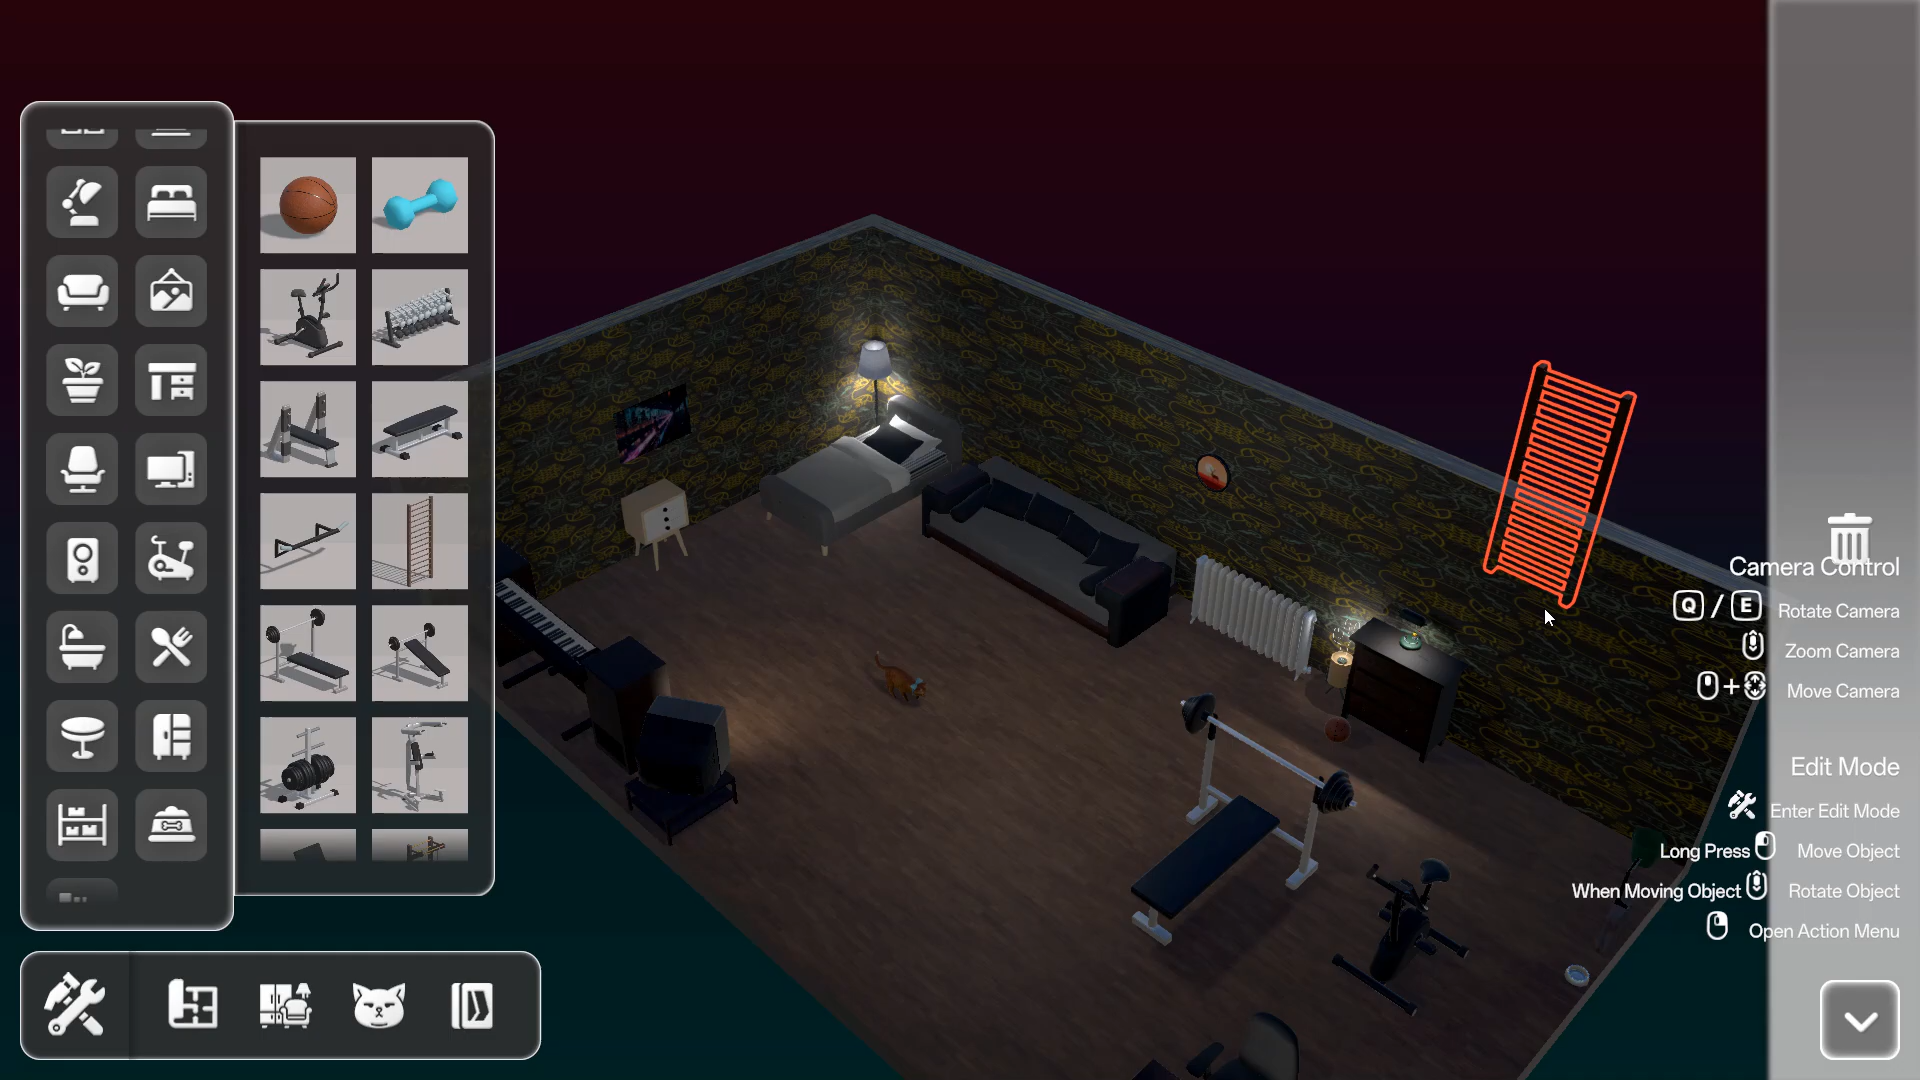 Camera Control
Q / E Rotate Camera
Zoom Camera
+ Move Camera
Edit Mode
Enter Edit Mode
Long Press Move Object
When Moving Object Rotate Object
Open Action Menu